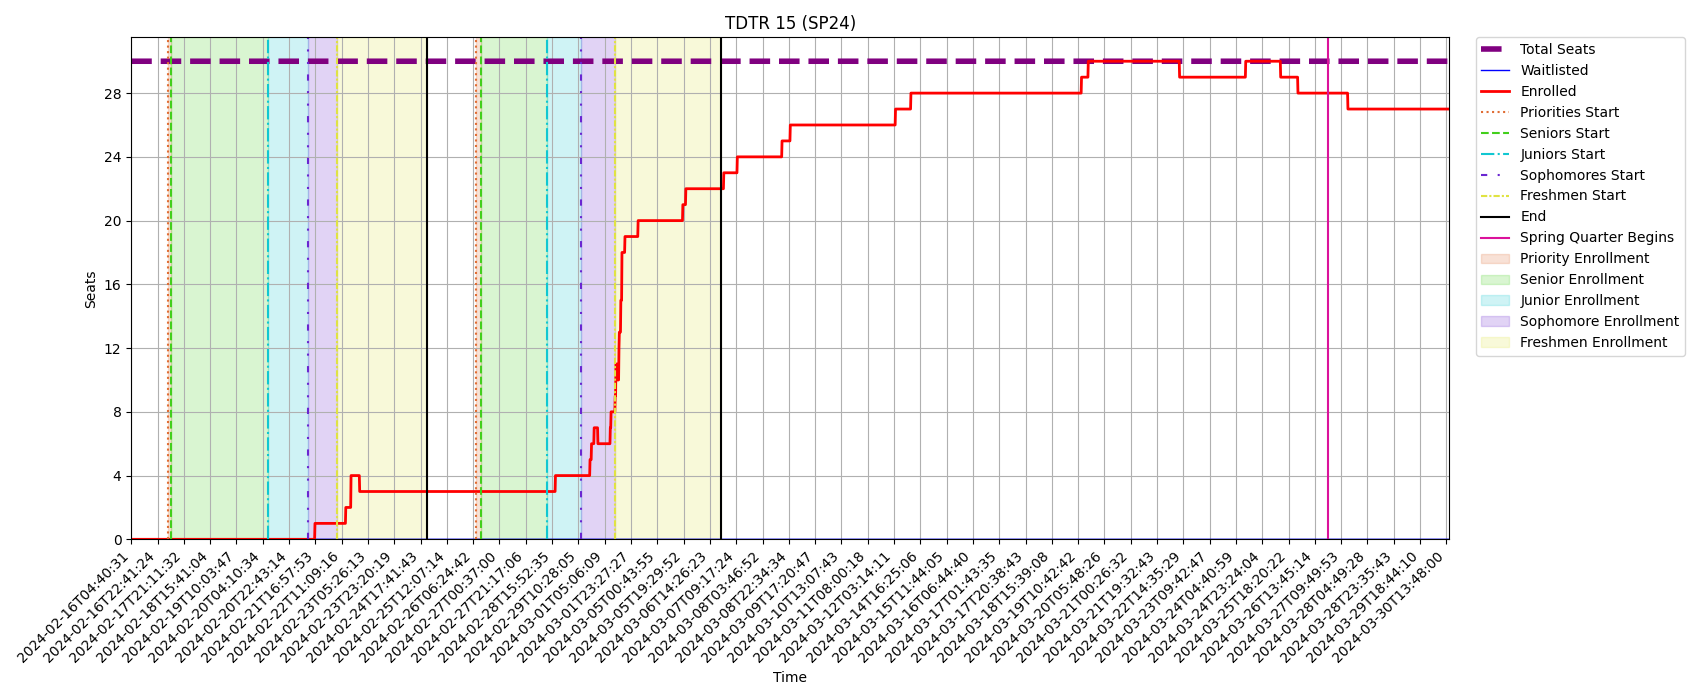 TDTR 15 (SP24)
Seats
28
24
20
16
12
8
4
0
2024-02-16T04:40:31
2024-02-16T22:41:24
2024-02-17T21:11:32
2024-02-18T15:41:04
2024-02-19T10:03:47
2024-02-20T04:10:34
2024-02-20T22:43:14
2024-02-21T16:57:53
2024-02-22T11:09:16
2024-02-23T05:26:13
2024-02-23T23:20:19
2024-02-24T17:41:43
2024-02-25T12:07:14
2024-02-26T06:24:42
2024-02-27T00:37:00
2024-02-27T21:17:06
2024-02-28T15:52:35
2024-02-29T10:28:05
2024-03-01T05:06:09
2024-03-01T23:27:27
2024-03-05T00:43:55
2024-03-05T19:29:52
2024-03-06T14:26:23
2024-03-07T09:17:24
2024-03-08T03:46:52
2024-03-08T22:34:34
2024-03-09T17:20:47
2024-03-10T13:07:43
2024-03-11T08:00:18
2024-03-12T03:14:11
2024-03-14T16:25:06
2024-03-15T11:44:05
2024-03-16T06:44:40
2024-03-17T01:43:35
2024-03-17T20:38:43
2024-03-18T15:39:08
2024-03-19T10:42:42
2024-03-20T05:48:26
2024-03-21T00:26:32
2024-03-21T19:32:43
2024-03-22T14:35:29
2024-03-23T09:42:47
2024-03-24T04:40:59
2024-03-24T23:24:04
2024-03-25T18:20:22
2024-03-26T13:45:14
2024-03-27T09:49:53
2024-03-28T04:49:28
2024-03-28T23:35:43
2024-03-29T18:44:10
2024-03-30T13:48:00
Time
Total Seats
Waitlisted
Enrolled
Priorities Start
Seniors Start
Juniors Start
Sophomores Start
Freshmen Start
End
Spring Quarter Begins
Priority Enrollment
Senior Enrollment
Junior Enrollment
Sophomore Enrollment
Freshmen Enrollment